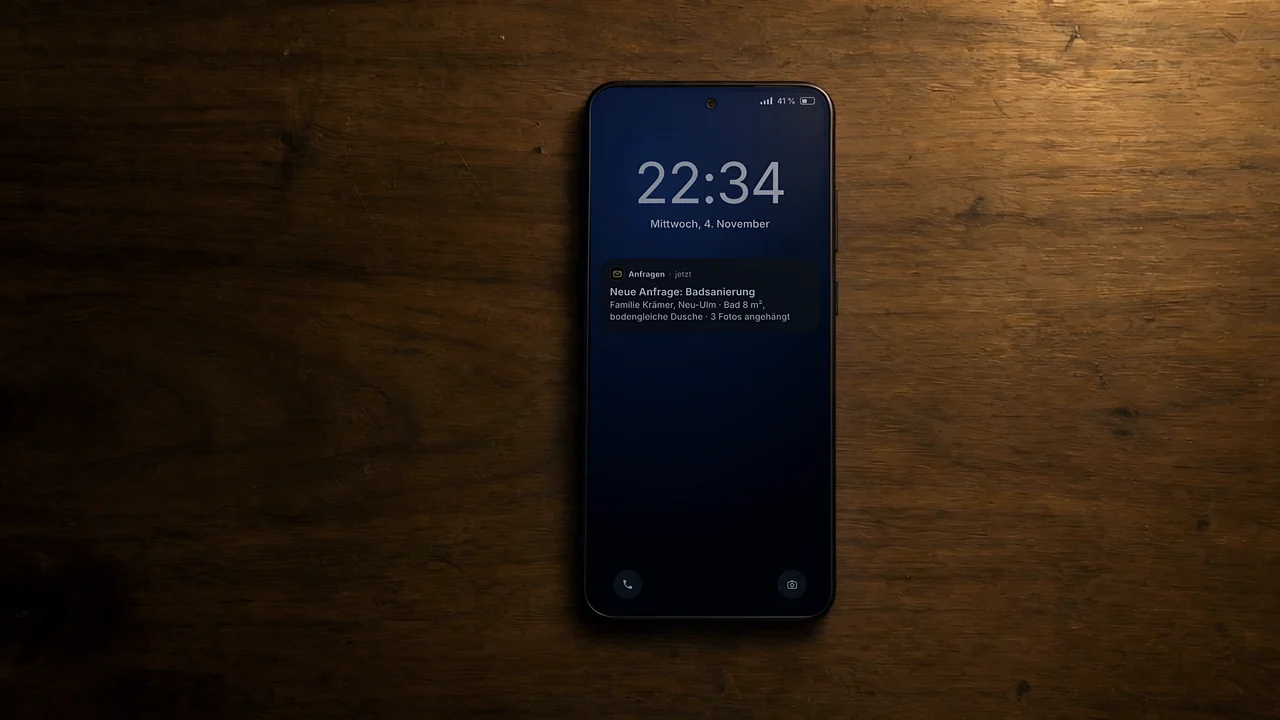 41 %
22:34
Mittwoch, 4. November
Anfragen · jetzt
Neue Anfrage: Badsanierung
Familie Krämer, Neu-Ulm · Bad 8 m²,
bodengleiche Dusche · 3 Fotos angehängt